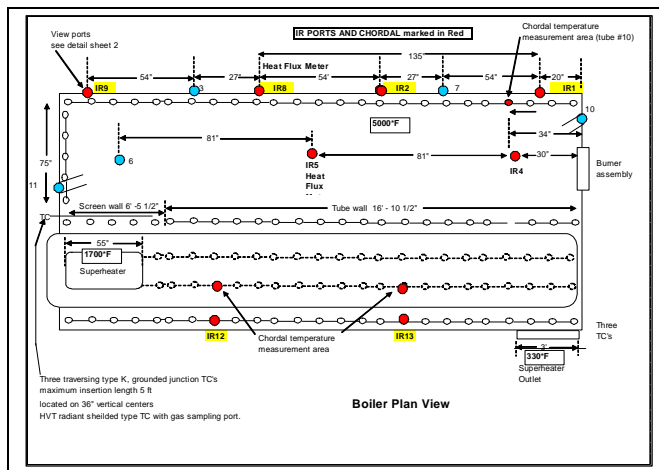 View ports
see detail sheet 2
IR PORTS AND CHORDAL marked in Red
Chordal temperature
measurement area (tube #10)
135"
Heat Flux Meter
54"
27"
54"
27"
54"
20"
IR9
3
IR8
IR2
7
IR1
10
5000°F
34"
75"
81"
6
IR5
Heat
Flux
81"
IR4
30"
Burner
assembly
11
Screen wall 6' -5 1/2"
Tube wall 16' - 10 1/2"
TC
55"
1700°F
Superheater
IR12
Chordal temperature
measurement area
IR13
Three
TC's
3'
330°F
Superheater
Outlet
Three traversing type K, grounded junction TC's
maximum insertion length 5 ft
located on 36" vertical centers
HVT radiant sheilded type TC with gas sampling port.
Boiler Plan View